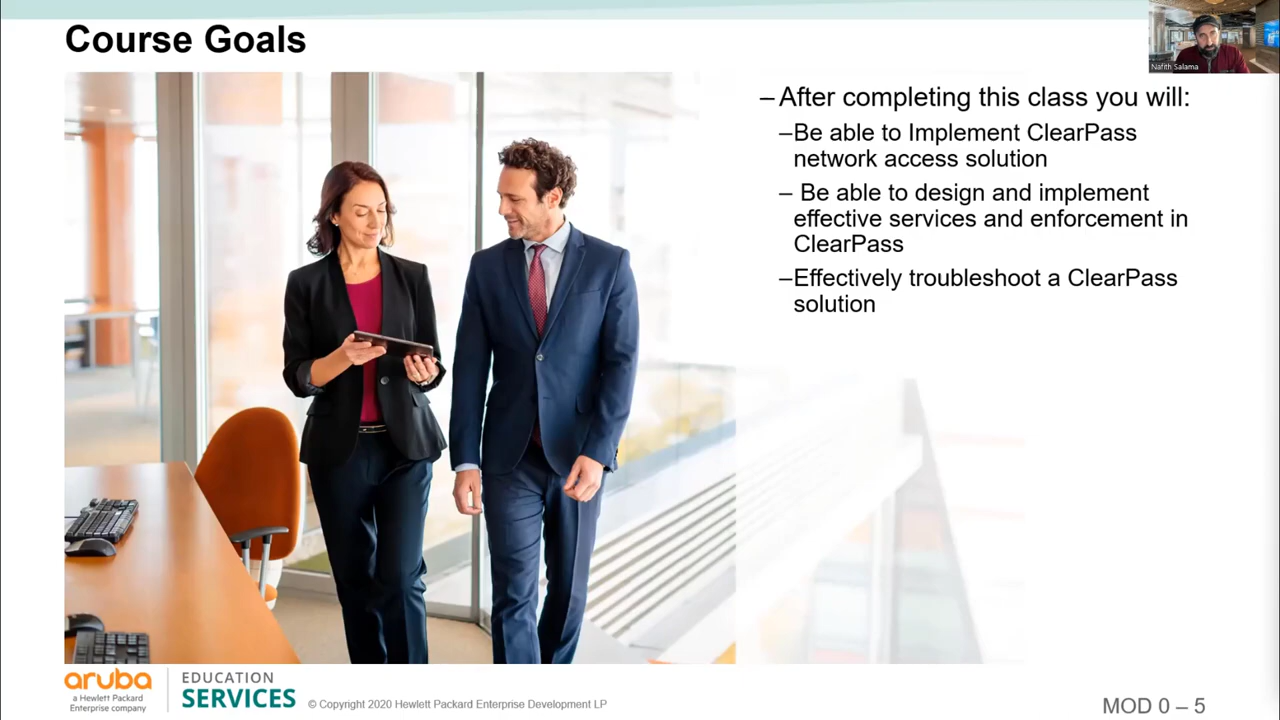 Course Goals
Nafith Salama
– After completing this class you will:
–Be able to Implement ClearPass
network access solution
– Be able to design and implement
effective services and enforcement in
ClearPass
–Effectively troubleshoot a ClearPass
solution
aruba
a Hewlett Packard
Enterprise company
EDUCATION
SERVICES
© Copyright 2020 Hewlett Packard Enterprise Development LP
MOD 0 – 5